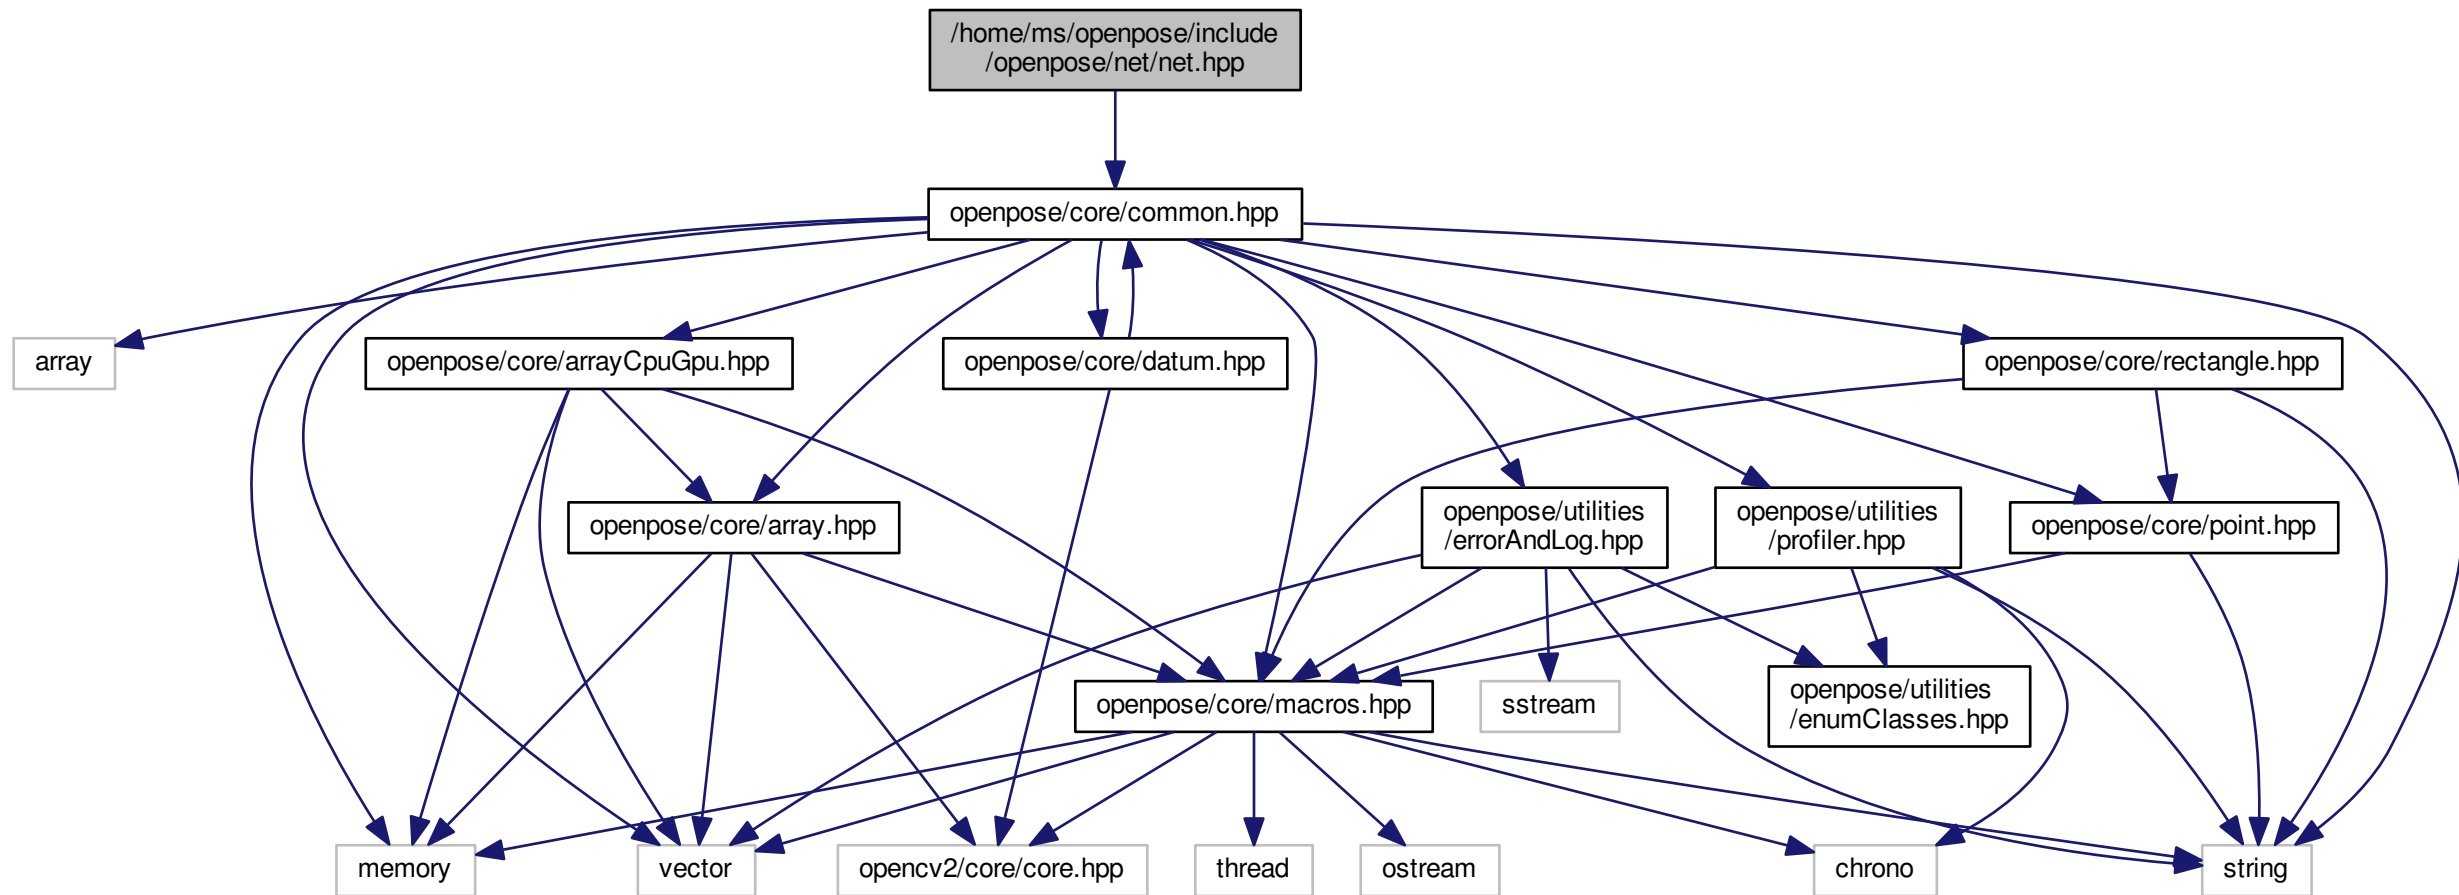 /home/ms/openpose/include
/openpose/net/net.hpp
openpose/core/common.hpp
array
openpose/core/arrayCpuGpu.hpp
openpose/core/datum.hpp
openpose/core/rectangle.hpp
openpose/core/array.hpp
openpose/utilities
/errorAndLog.hpp
openpose/utilities
/profiler.hpp
openpose/core/point.hpp
openpose/core/macros.hpp
sstream
openpose/utilities
/enumClasses.hpp
memory
vector
opencv2/core/core.hpp
thread
ostream
chrono
string